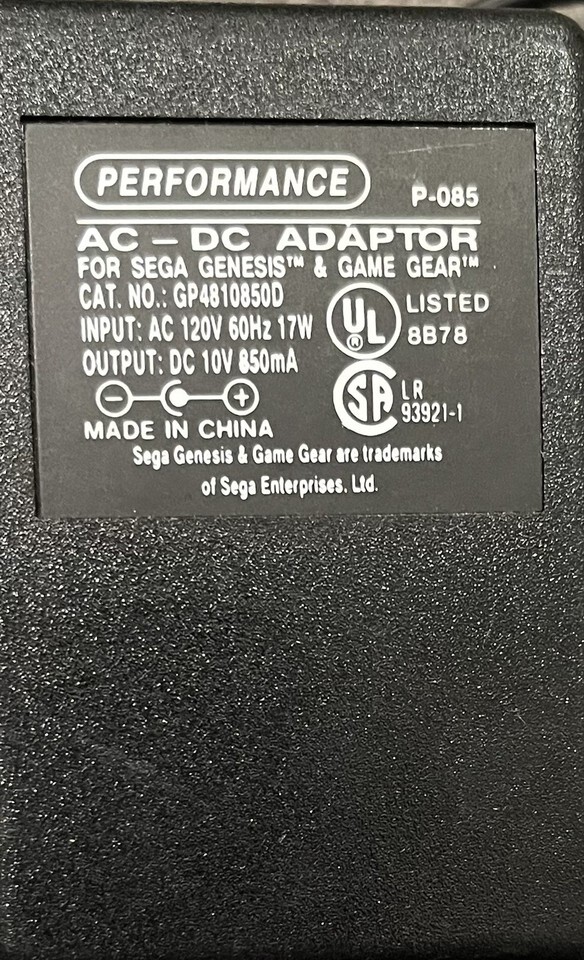 PERFORMANCE P-085
AC – DC ADAPTOR
FOR SEGA GENESIS™ & GAME GEAR™
CAT. NO.: GP4810850D
INPUT: AC 120V 60Hz 17W
OUTPUT: DC 10V 850mA
UL ® LISTED
8B78
SA LR
93921-1
− +
MADE IN CHINA
Sega Genesis & Game Gear are trademarks
of Sega Enterprises. Ltd.